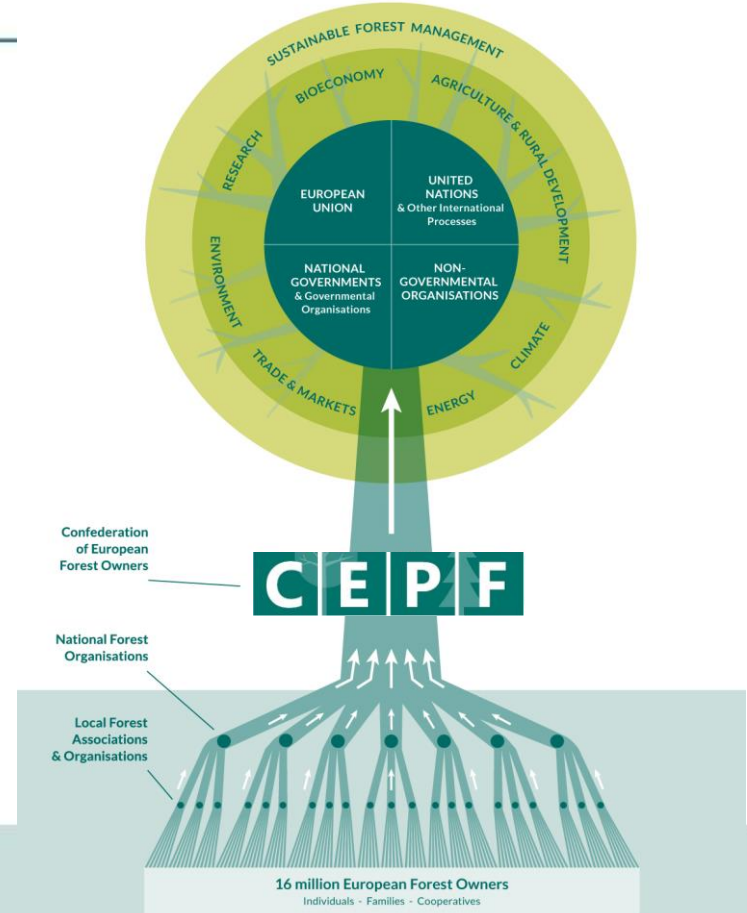 SUSTAINABLE FOREST MANAGEMENT
BIOECONOMY
AGRICULTURE & RURAL DEVELOPMENT
RESEARCH
EUROPEAN
UNION
UNITED
NATIONS
& Other International
Processes
ENVIRONMENT
NATIONAL
GOVERNMENTS
& Governmental
Organisations
NON-
GOVERNMENTAL
ORGANISATIONS
CLIMATE
TRADE & MARKETS
ENERGY
Confederation
of European
Forest Owners
CEPF
National Forest
Organisations
Local Forest
Associations
& Organisations
16 million European Forest Owners
Individuals - Families - Cooperatives